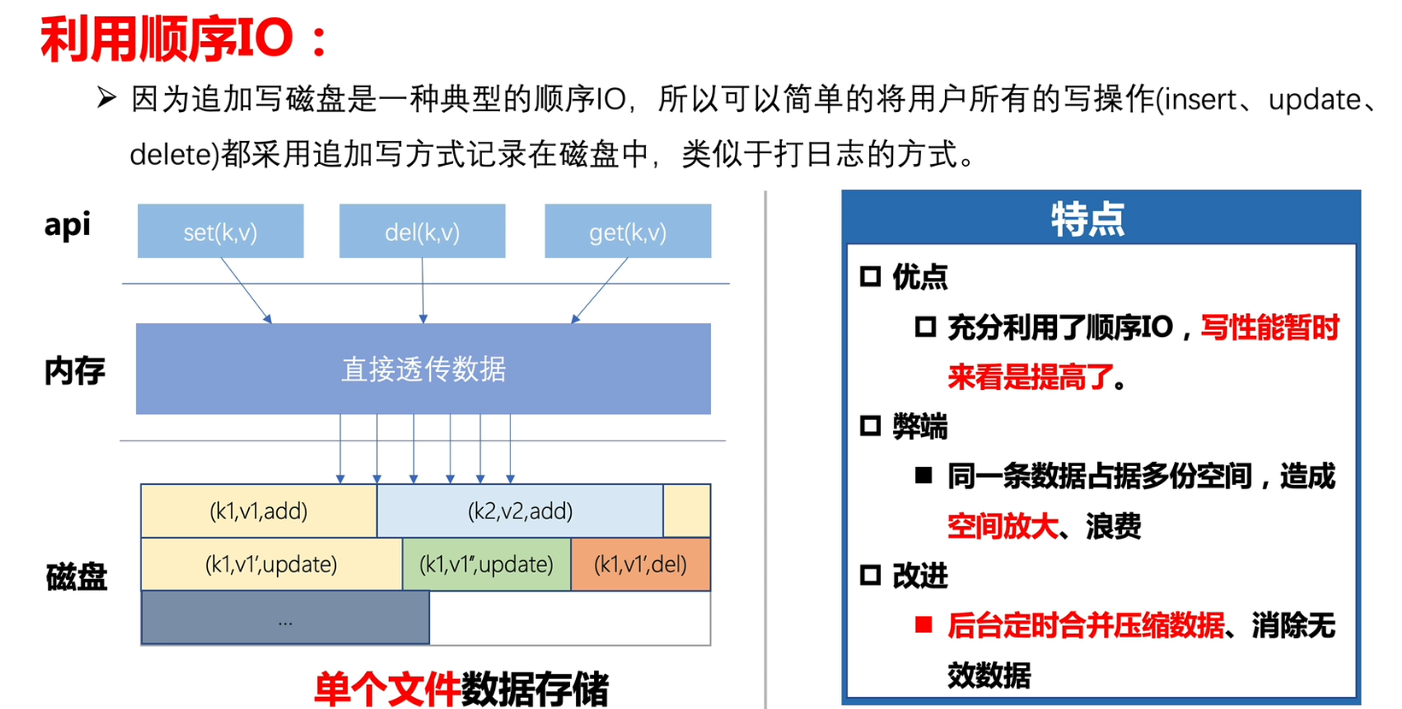 利用顺序IO：
➢ 因为追加写磁盘是一种典型的顺序IO，所以可以简单的将用户所有的写操作(insert、update、
delete)都采用追加写方式记录在磁盘中，类似于打日志的方式。
api
set(k,v)
del(k,v)
get(k,v)
内存
直接透传数据
磁盘
(k1,v1,add)
(k2,v2,add)
(k1,v1’,update)
(k1,v1’’,update)
(k1,v1’,del)
...
单个文件数据存储
特点
优点
充分利用了顺序IO，写性能暂时
来看是提高了。
弊端
同一条数据占据多份空间，造成
空间放大、浪费
改进
后台定时合并压缩数据、消除无
效数据